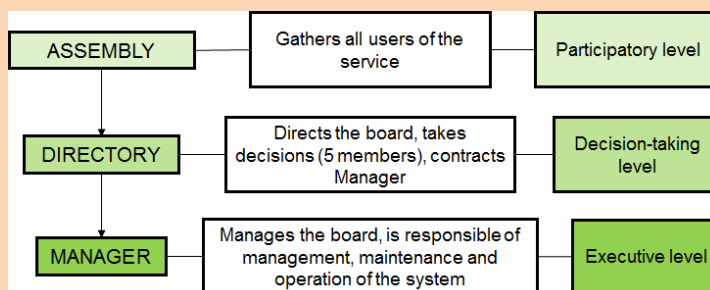 ASSEMBLY
Gathers all users of the
service
Participatory level
DIRECTORY
Directs the board, takes
decisions (5 members), contracts
Manager
Decision-taking
level
MANAGER
Manages the board, is responsible of
management, maintenance and
operation of the system
Executive level